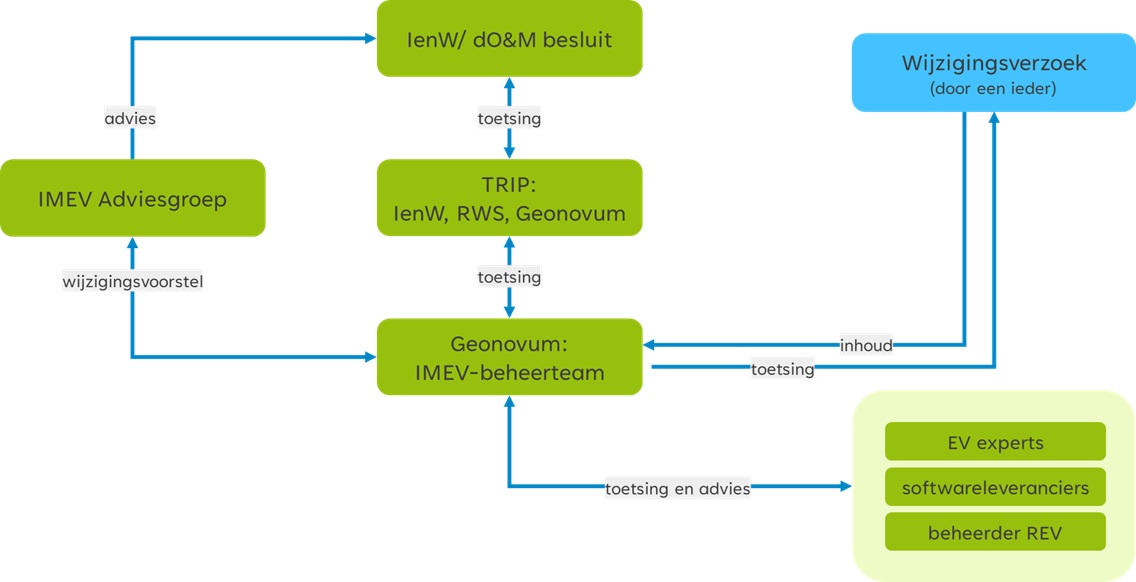 IenW/ dO&M besluit
Wijzigingsverzoek
(door een ieder)
advies
toetsing
IMEV Adviesgroep
TRIP:
IenW, RWS, Geonovum
wijzigingsvoorstel
toetsing
Geonovum:
IMEV-beheerteam
inhoud
toetsing
EV experts
toetsing en advies
softwareleveranciers
beheerder REV